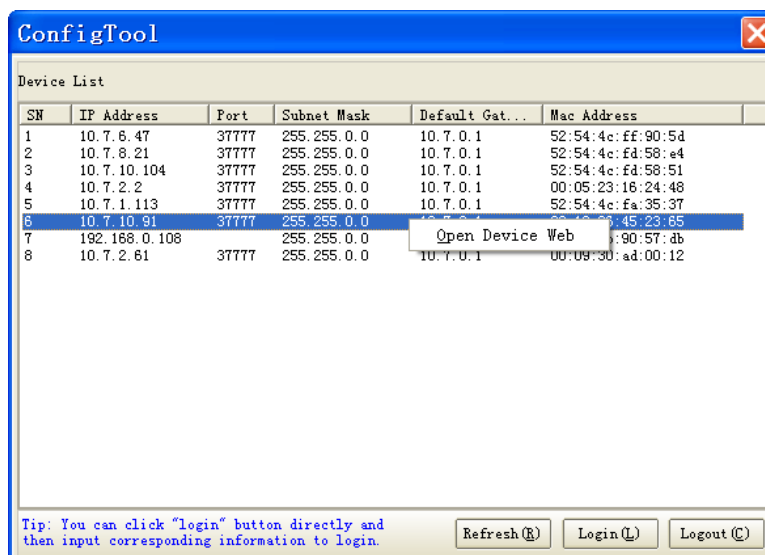 ConfigTool
Device List
SN IP Address Port Subnet Mask Default Gat... Mac Address
1 10.7.6.47 37777 255.255.0.0 10.7.0.1 52:54:4c:ff:90:5d
2 10.7.8.21 37777 255.255.0.0 10.7.0.1 52:54:4c:fd:58:e4
3 10.7.10.104 37777 255.255.0.0 10.7.0.1 52:54:4c:fd:58:51
4 10.7.2.2 37777 255.255.0.0 10.7.0.1 00:05:23:16:24:48
5 10.7.1.113 37777 255.255.0.0 10.7.0.1 52:54:4c:fa:35:37
6 10.7.10.91 37777 255.255.0.0 :45:23:65
Open Device Web
7 192.168.0.108 255.255.0.0 :90:57:db
8 10.7.2.61 37777 255.255.0.0 10.7.0.1 00:09:30:ad:00:12
Tip: You can click "login" button directly and
then input corresponding information to login.
Refresh(R) Login(L) Logout(C)